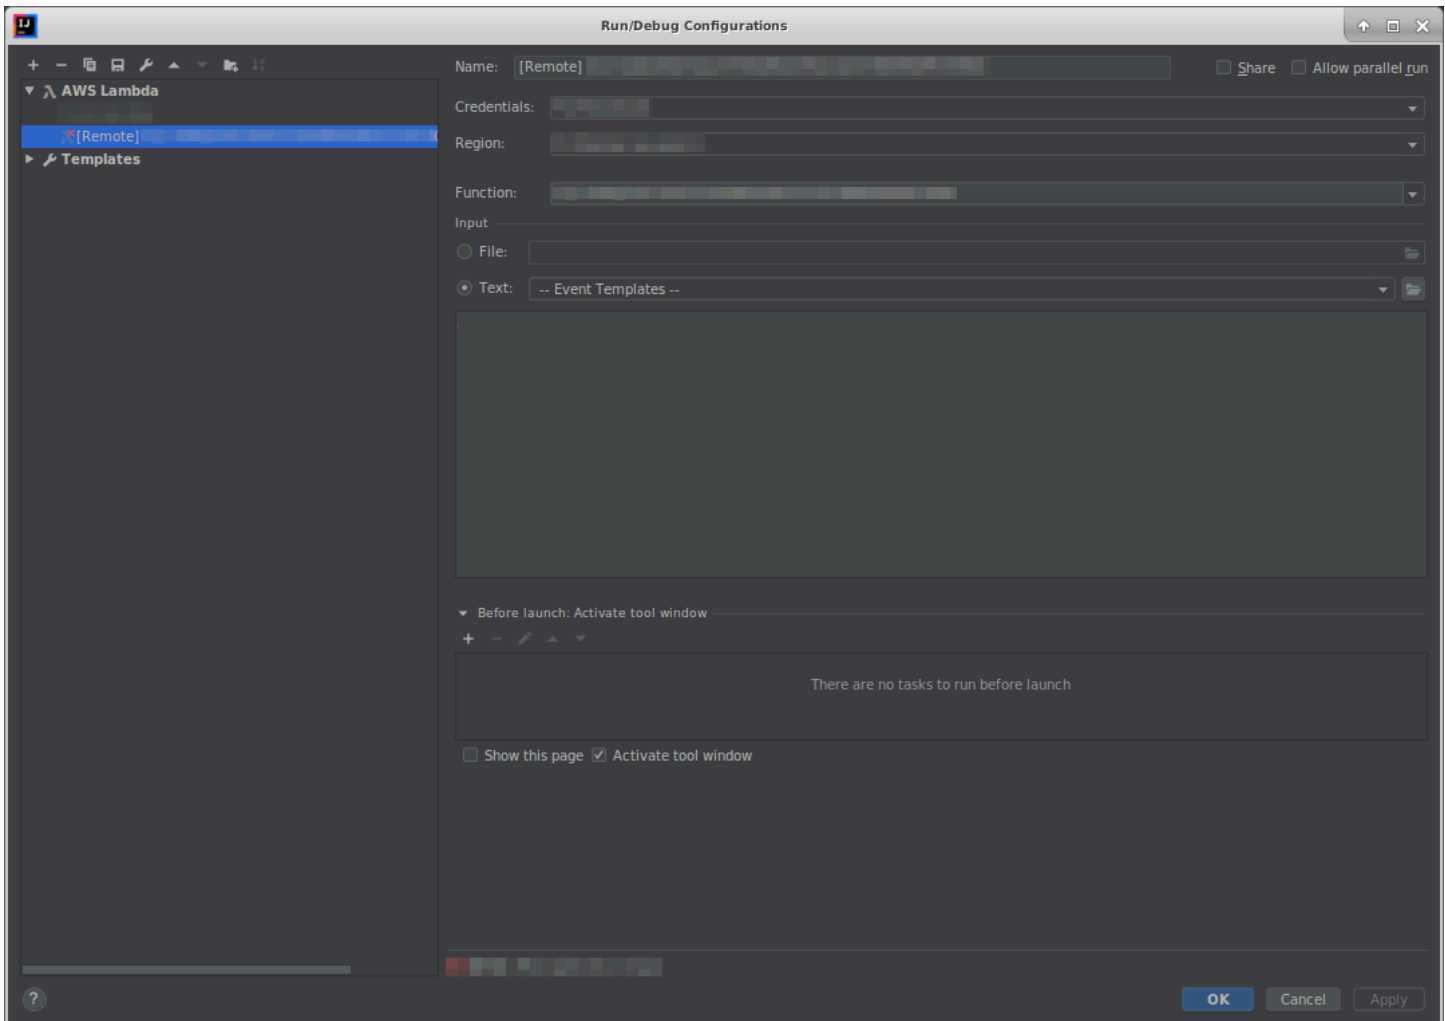 Run/Debug Configurations
Name: [Remote]
Share
Allow parallel run
AWS Lambda
[Remote]
Templates
Credentials:
Region:
Function:
Input
File:
Text: -- Event Templates --
Before launch: Activate tool window
There are no tasks to run before launch
Show this page
Activate tool window
?
OK
Cancel
Apply